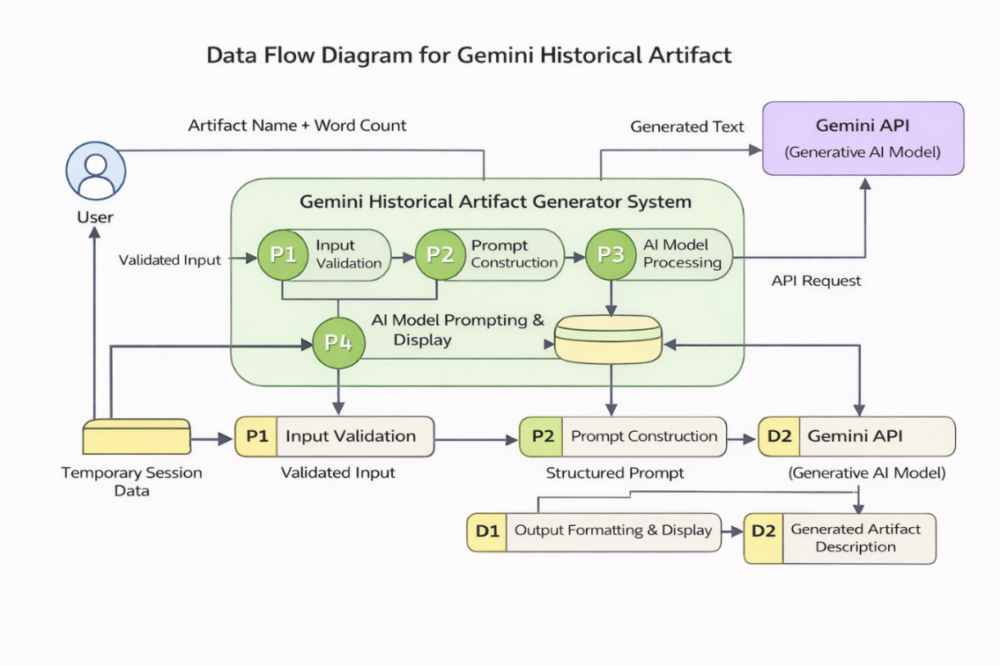 Data Flow Diagram for Gemini Historical Artifact
Artifact Name + Word Count
Generated Text
Gemini API
(Generative AI Model)
User
Gemini Historical Artifact Generator System
Validated Input
P1
Input
Validation
P2
Prompt
Construction
P3
AI Model
Processing
API Request
P4
AI Model Prompting &
Display
P1
Input Validation
P2
Prompt Construction
D2
Gemini API
Temporary Session
Data
Validated Input
Structured Prompt
(Generative AI Model)
D1
Output Formatting & Display
D2
Generated Artifact
Description